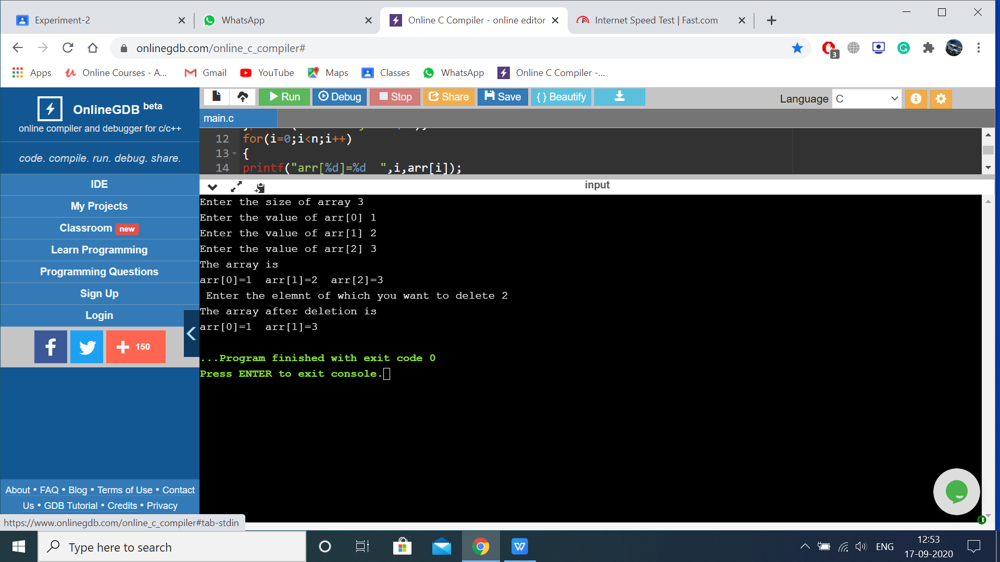 Experiment-2
WhatsApp
Online C Compiler - online editor
Internet Speed Test | Fast.com
onlinegdb.com/online_c_compiler#
3
Apps
Online Courses - A...
Gmail
YouTube
Maps
Classes
WhatsApp
Online C Compiler -...
OnlineGDB beta
online compiler and debugger for c/c++
code. compile. run. debug. share.
IDE
My Projects
Classroom new
Learn Programming
Programming Questions
Sign Up
Login
150
About • FAQ • Blog • Terms of Use • Contact
Us • GDB Tutorial • Credits • Privacy
https://www.onlinegdb.com/online_c_compiler#tab-stdin
Run
Debug
Stop
Share
Save
{ } Beautify
Language C
main.c
12 for(i=0;i<n;i++)
13 {
14 printf("arr[%d]=%d  ",i,arr[i]);
input
Enter the size of array 3
Enter the value of arr[0] 1
Enter the value of arr[1] 2
Enter the value of arr[2] 3
The array is
arr[0]=1  arr[1]=2  arr[2]=3
Enter the elemnt of which you want to delete 2
The array after deletion is
arr[0]=1  arr[1]=3
...Program finished with exit code 0
Press ENTER to exit console.
Type here to search
ENG
12:53
17-09-2020